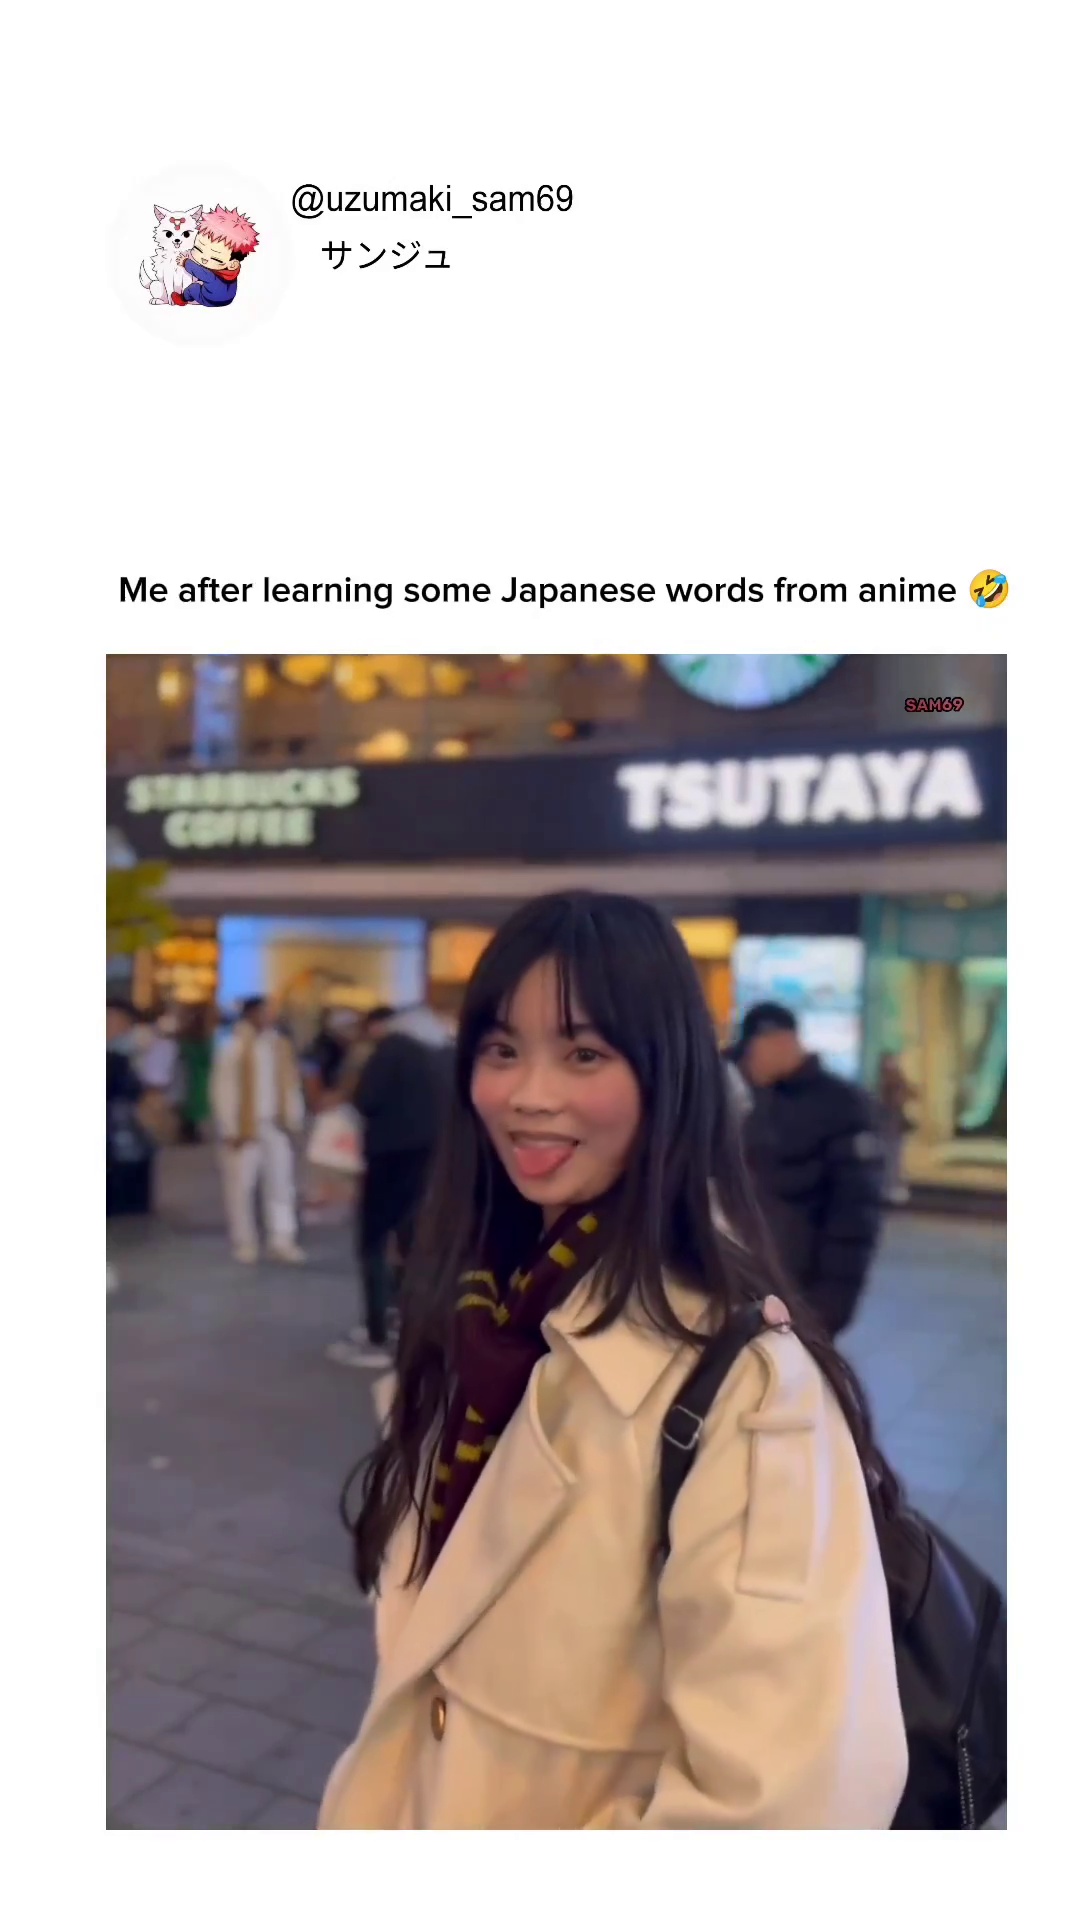 @uzumaki_sam69
サンジュ
Me after learning some Japanese words from anime 🤣
SAM69
STARBUCKS TSUTAYA
COFFEE